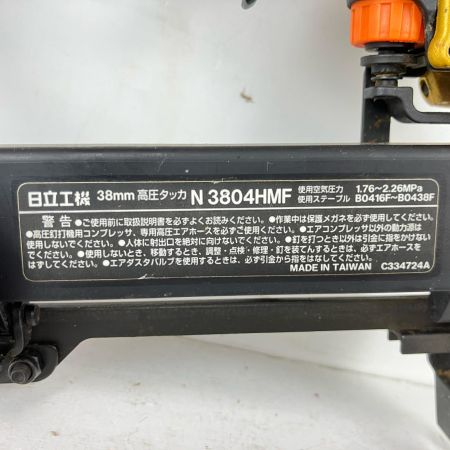 日立工機 38mm 高圧タッカ N 3804HMF 使用空気圧力 1.76～2.26MPa
使用ステープル B0416F～B0438F
警告 ●ご使用前に取扱説明書を必ずよくお読みください。●作業中は保護メガネを必ず使用してください。
●高圧釘打機用コンプレッサ、専用高圧エアホースを必ずご使用ください。●エアコンプレッサ以外の動力源は
使用しないでください。●人体に射出口を絶対に向けないでください。●釘を打つとき以外は引金に指をかけない
でください。●使用しないとき、移動するとき、調整・点検・修理・釘装てんするときは、必ずエアホースを
はずしてください。●エアダスタバルブを使用するときは、必ず引金から指をはなしてください。
MADE IN TAIWAN C334724A